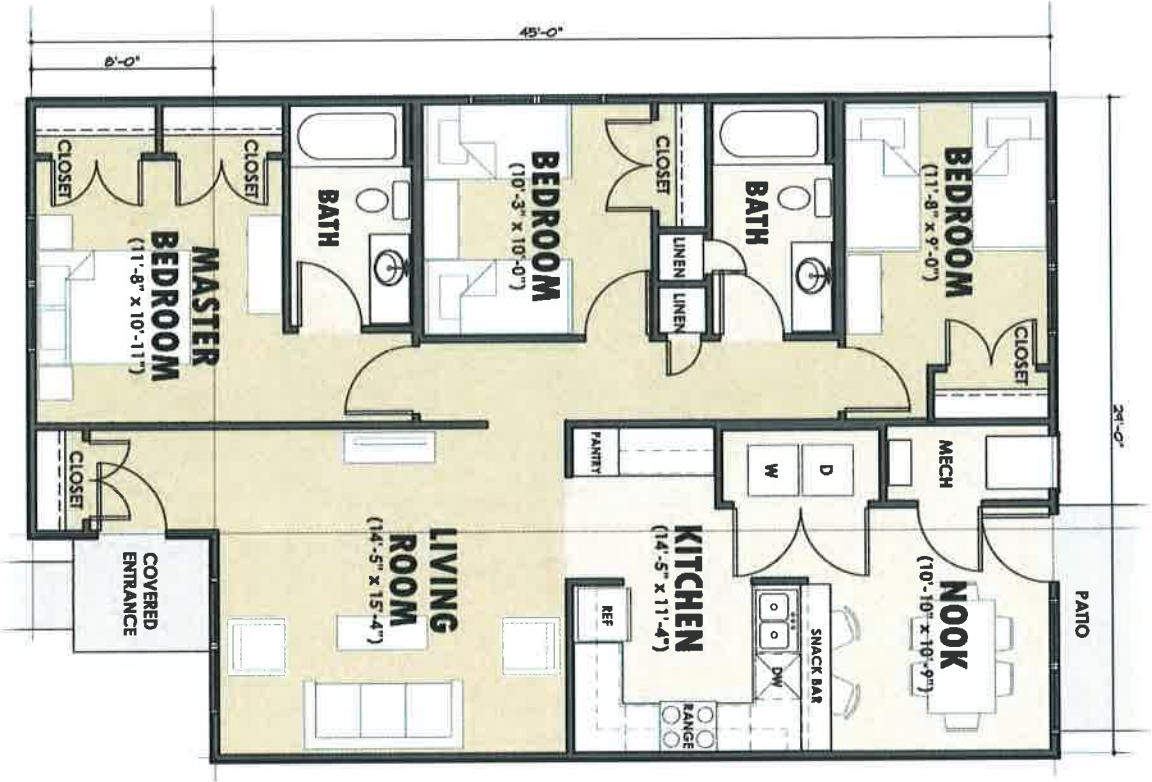 45'-0"
8'-0"
29'-0"
CLOSET
CLOSET
MASTER
BEDROOM
(11'-8" x 10'-11")
BATH
BEDROOM
(10'-3" x 10'-0")
CLOSET
LINEN
LINEN
BATH
BEDROOM
(11'-8" x 9'-0")
CLOSET
CLOSET
COVERED
ENTRANCE
LIVING
ROOM
(14'-5" x 15'-4")
PANTRY
KITCHEN
(14'-5" x 11'-4")
REF
RANGE
DW
SNACK BAR
W
D
MECH
NOOK
(10'-10" x 10'-9")
PATIO